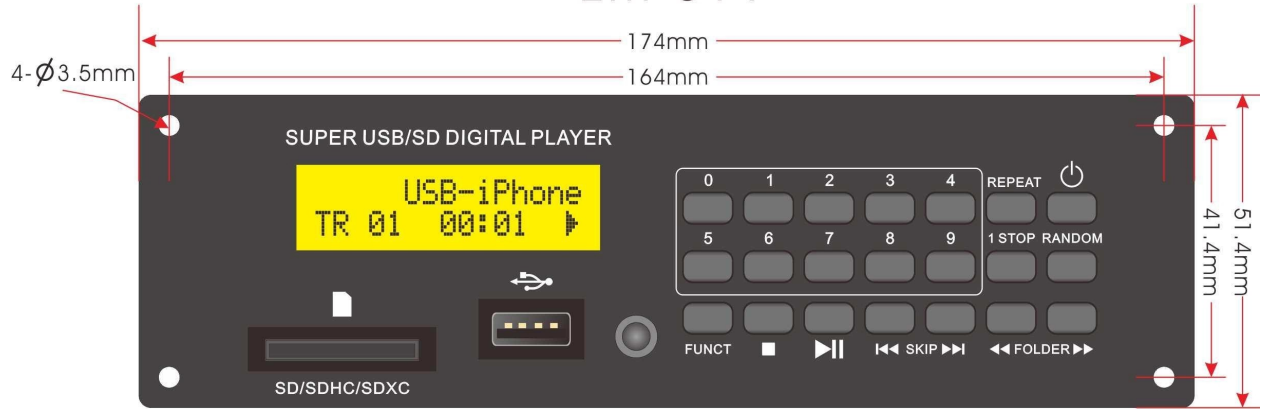 174mm
164mm
4-Ø3.5mm
SUPER USB/SD DIGITAL PLAYER
USB-iPhone
TR 01 00:01
0 1 2 3 4 REPEAT
5 6 7 8 9 1 STOP RANDOM
FUNCT SKIP FOLDER
SD/SDHC/SDXC
41.4mm
51.4mm